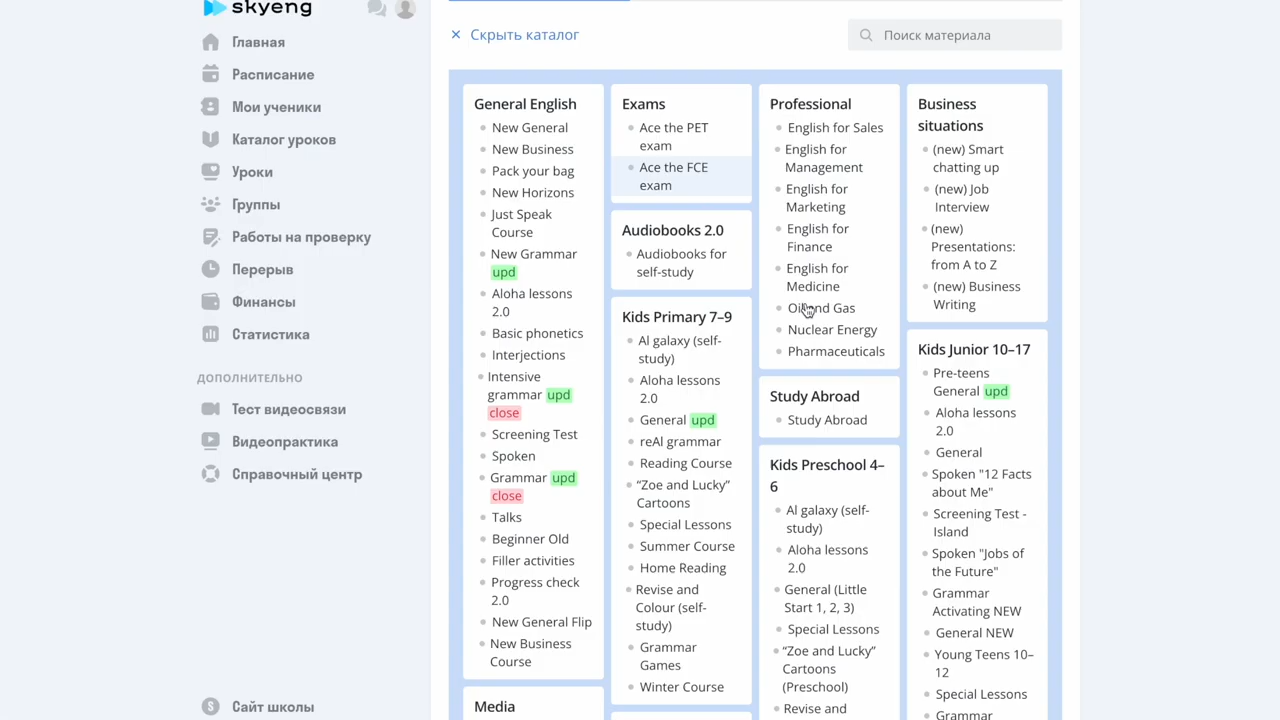 skyeng
Главная
Расписание
Мои ученики
Каталог уроков
Уроки
Группы
Работы на проверку
Перерыв
Финансы
Статистика
ДОПОЛНИТЕЛЬНО
Тест видеосвязи
Видеопрактика
Справочный центр
Сайт школы
Скрыть каталог
Поиск материала
General English
New General
New Business
Pack your bag
New Horizons
Just Speak
Course
New Grammar
upd
Aloha lessons
2.0
Basic phonetics
Interjections
Intensive
grammar upd
close
Screening Test
Spoken
Grammar upd
close
Talks
Beginner Old
Filler activities
Progress check
2.0
New General Flip
New Business
Course
Media
Exams
Ace the PET
exam
Ace the FCE
exam
Audiobooks 2.0
Audiobooks for
self-study
Kids Primary 7–9
AI galaxy (self-
study)
Aloha lessons
2.0
General upd
reAl grammar
Reading Course
“Zoe and Lucky”
Cartoons
Special Lessons
Summer Course
Home Reading
Revise and
Colour (self-
study)
Grammar
Games
Winter Course
Professional
English for Sales
English for
Management
English for
Marketing
English for
Finance
English for
Medicine
Oil and Gas
Nuclear Energy
Pharmaceuticals
Study Abroad
Study Abroad
Kids Preschool 4–
6
AI galaxy (self-
study)
Aloha lessons
2.0
General (Little
Start 1, 2, 3)
Special Lessons
“Zoe and Lucky”
Cartoons
(Preschool)
Revise and
Business
situations
(new) Smart
chatting up
(new) Job
Interview
(new)
Presentations:
from A to Z
(new) Business
Writing
Kids Junior 10–17
Pre-teens
General upd
Aloha lessons
2.0
General
Spoken "12 Facts
about Me"
Screening Test -
Island
Spoken "Jobs of
the Future"
Grammar
Activating NEW
General NEW
Young Teens 10–
12
Special Lessons
Grammar